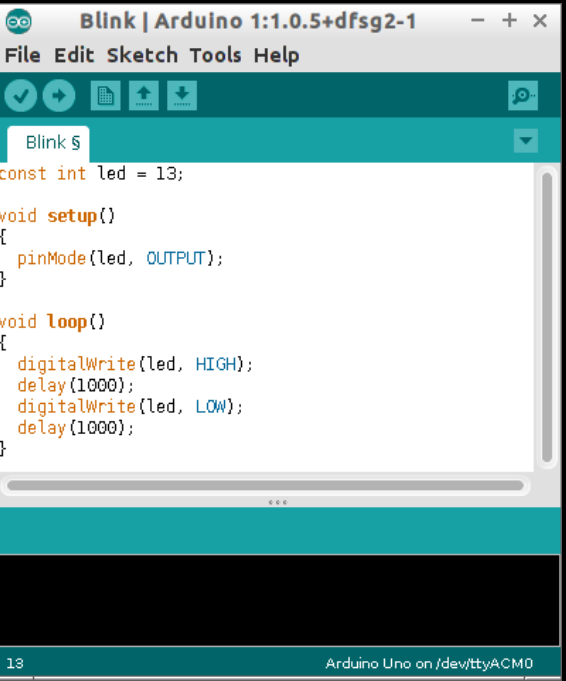 Blink | Arduino 1:1.0.5+dfsg2-1
File Edit Sketch Tools Help
Blink §
const int led = 13;
void setup()
{
  pinMode(led, OUTPUT);
}
void loop()
{
  digitalWrite(led, HIGH);
  delay(1000);
  digitalWrite(led, LOW);
  delay(1000);
}
13 Arduino Uno on /dev/ttyACM0